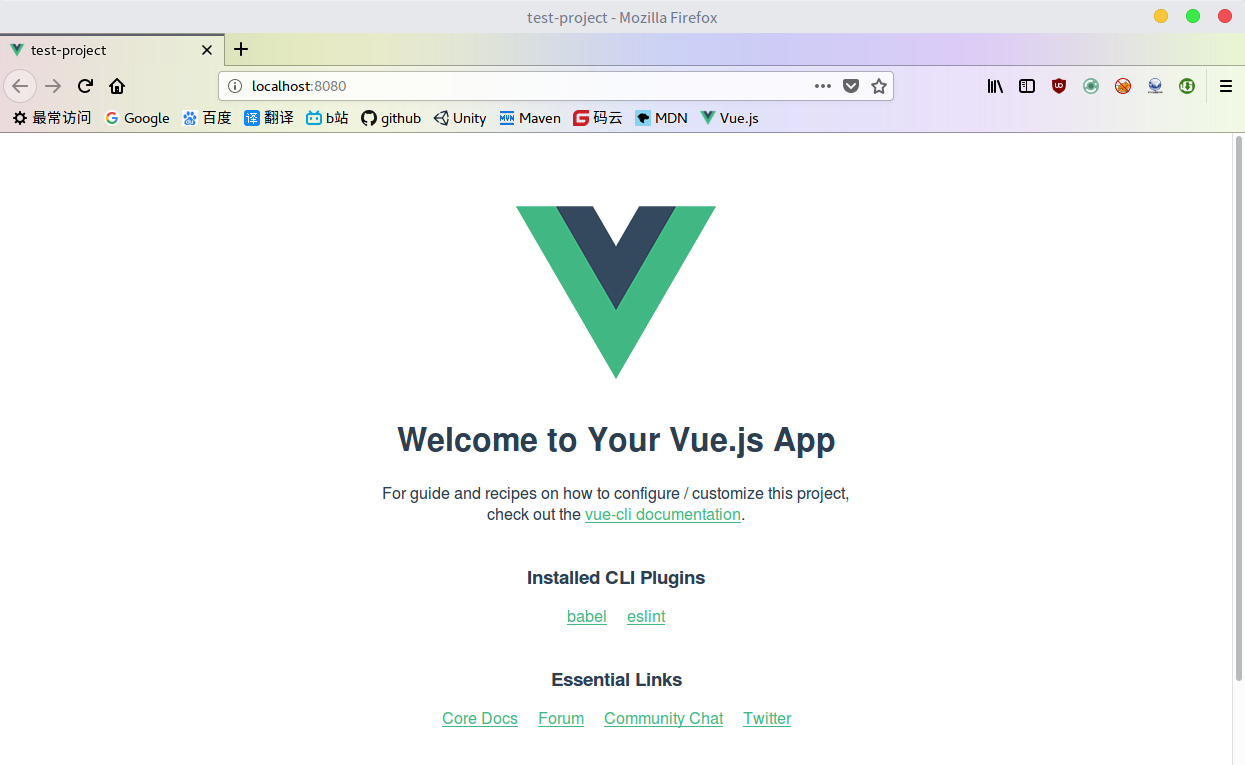 test-project - Mozilla Firefox
test-project
localhost:8080
最常访问 Google 百度 译 翻译 b站 github Unity MVN Maven G 码云 MDN Vue.js
Welcome to Your Vue.js App
For guide and recipes on how to configure / customize this project,
check out the vue-cli documentation.
Installed CLI Plugins
babel eslint
Essential Links
Core Docs Forum Community Chat Twitter